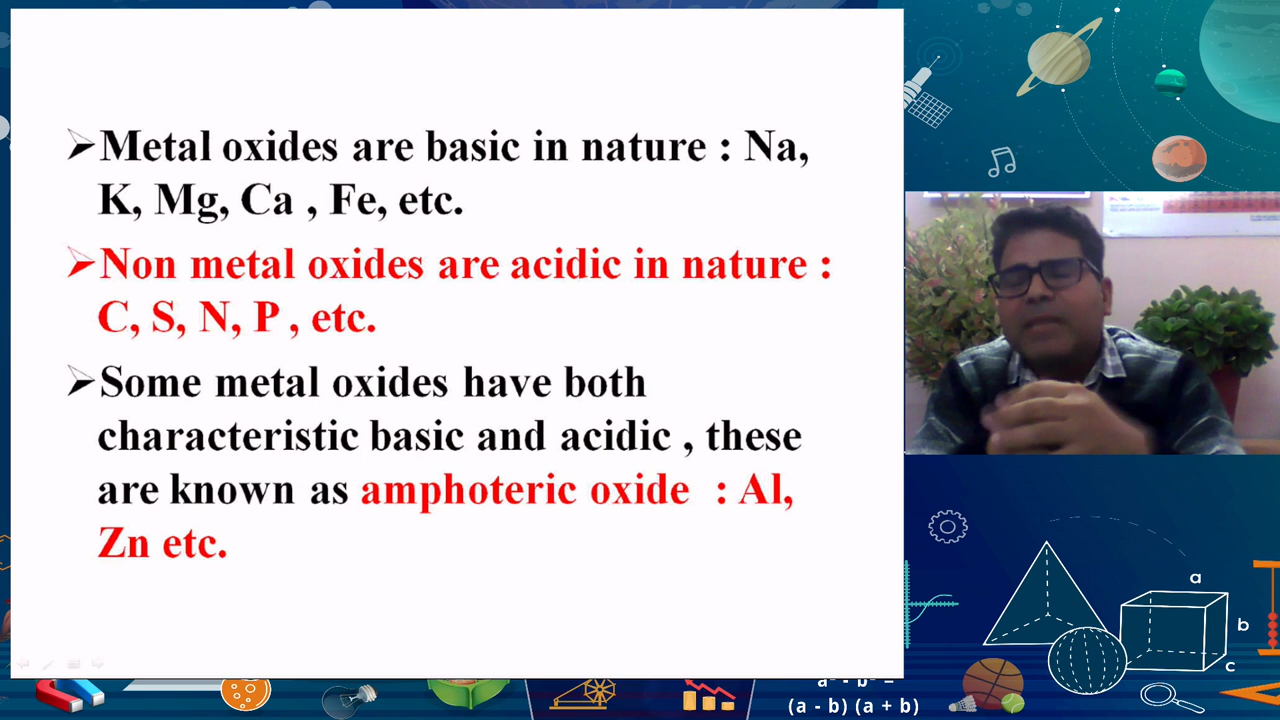 ➢Metal oxides are basic in nature : Na,
K, Mg, Ca , Fe, etc.
➢Non metal oxides are acidic in nature :
C, S, N, P , etc.
➢Some metal oxides have both
characteristic basic and acidic , these
are known as amphoteric oxide : Al,
Zn etc.
a
b
c
(a - b) (a + b)